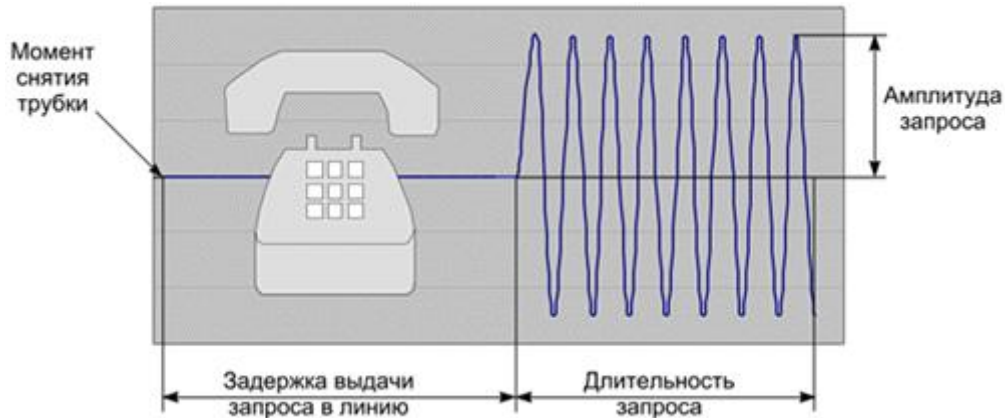 Момент
снятия
трубки
Амплитуда
запроса
Задержка выдачи
запроса в линию
Длительность
запроса